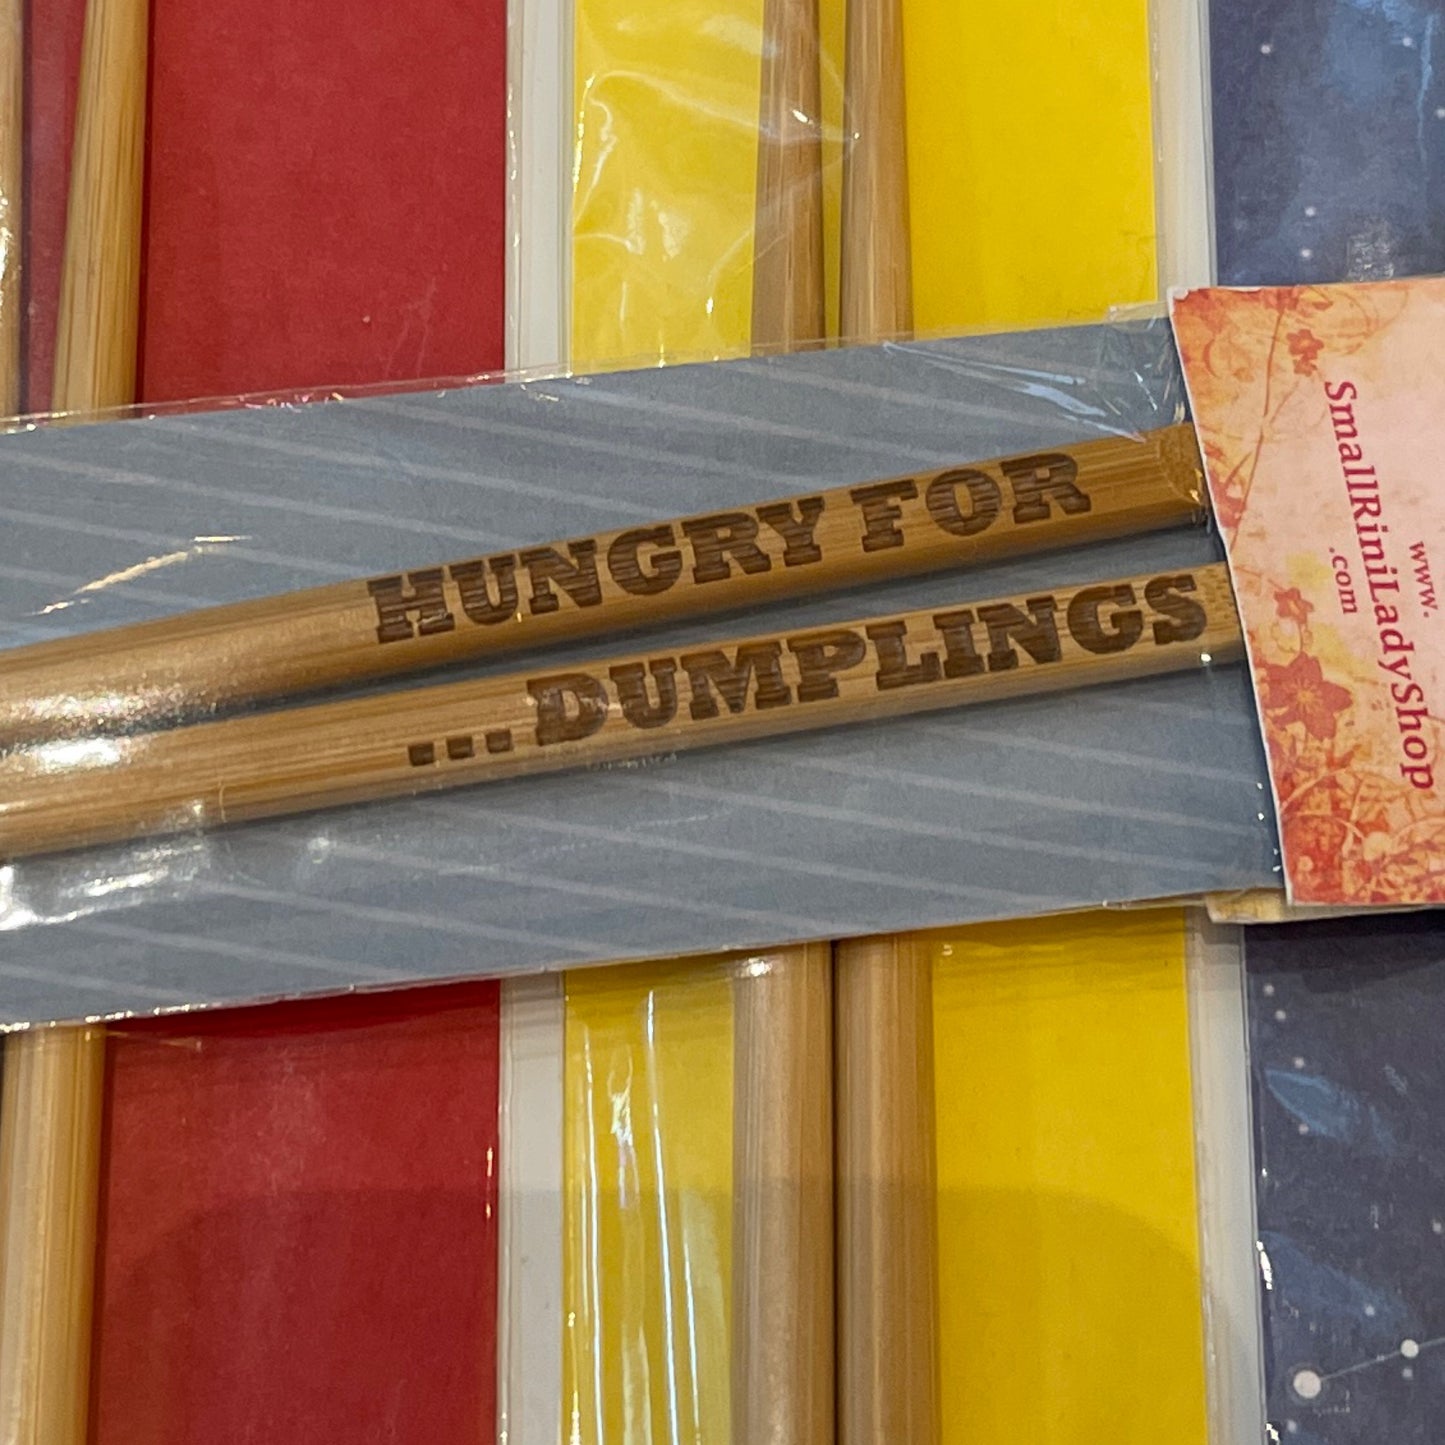 HUNGRY FOR
...DUMPLINGS
www.
SmallRiniLadyShop
.com